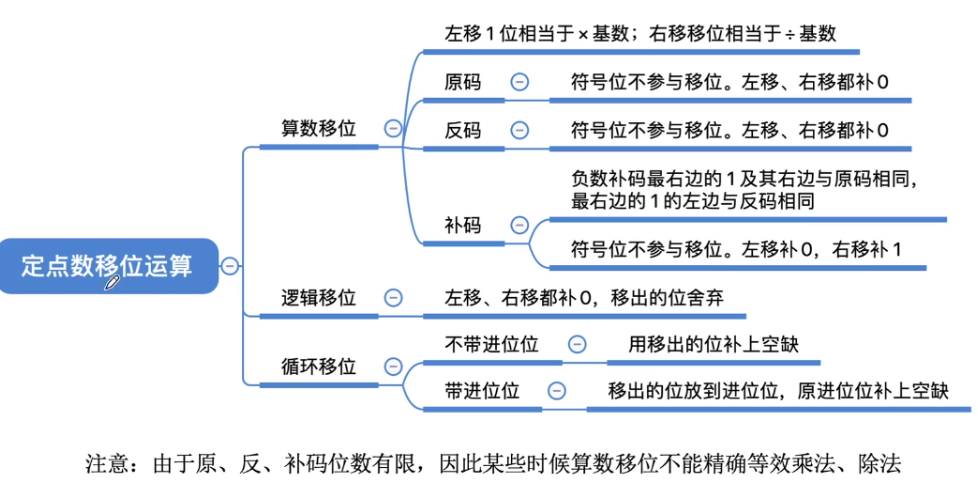 左移1位相当于×基数；右移移位相当于÷基数
原码
符号位不参与移位。左移、右移都补0
算数移位
反码
符号位不参与移位。左移、右移都补0
负数补码最右边的1及其右边与原码相同，
最右边的1的左边与反码相同
补码
符号位不参与移位。左移补0，右移补1
定点数移位运算
逻辑移位
左移、右移都补0，移出的位舍弃
不带进位位
用移出的位补上空缺
循环移位
带进位位
移出的位放到进位位，原进位位补上空缺
注意：由于原、反、补码位数有限，因此某些时候算数移位不能精确等效乘法、除法